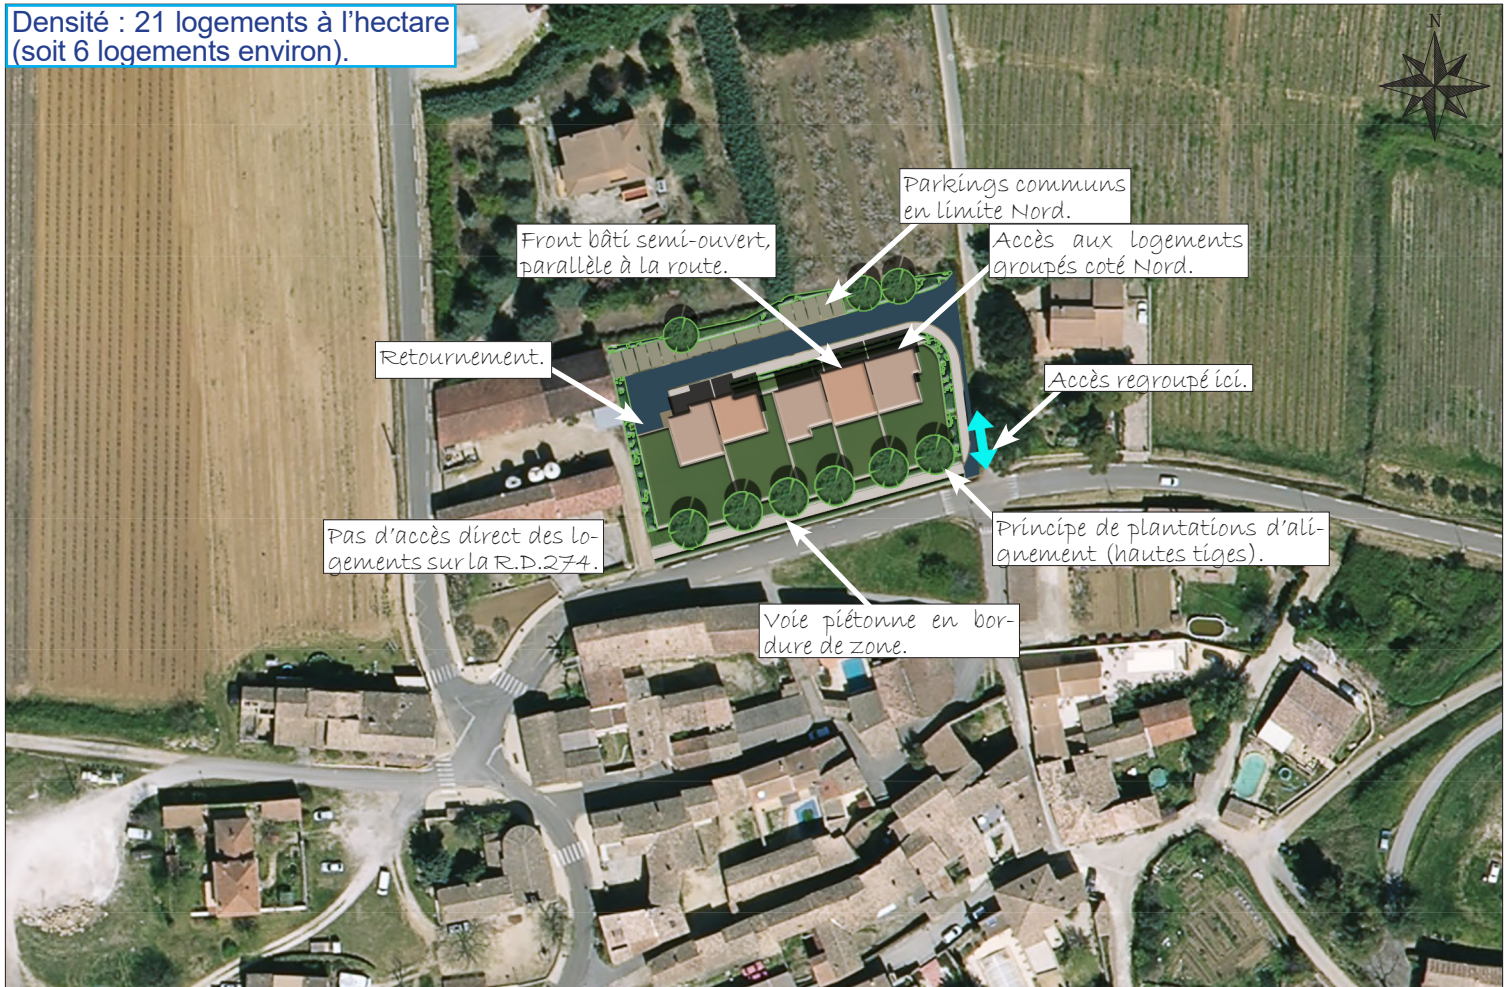 Densité : 21 logements à l’hectare
(soit 6 logements environ).
N
Parkings communs
en limite Nord.
Front bâti semi-ouvert,
parallèle à la route.
Accès aux logements
groupés coté Nord.
Retournement.
Accès regroupé ici.
Pas d’accès direct des lo-
gements sur la R.D.274.
Principe de plantations d’ali-
gnement (hautes tiges).
Voie piétonne en bor-
dure de zone.